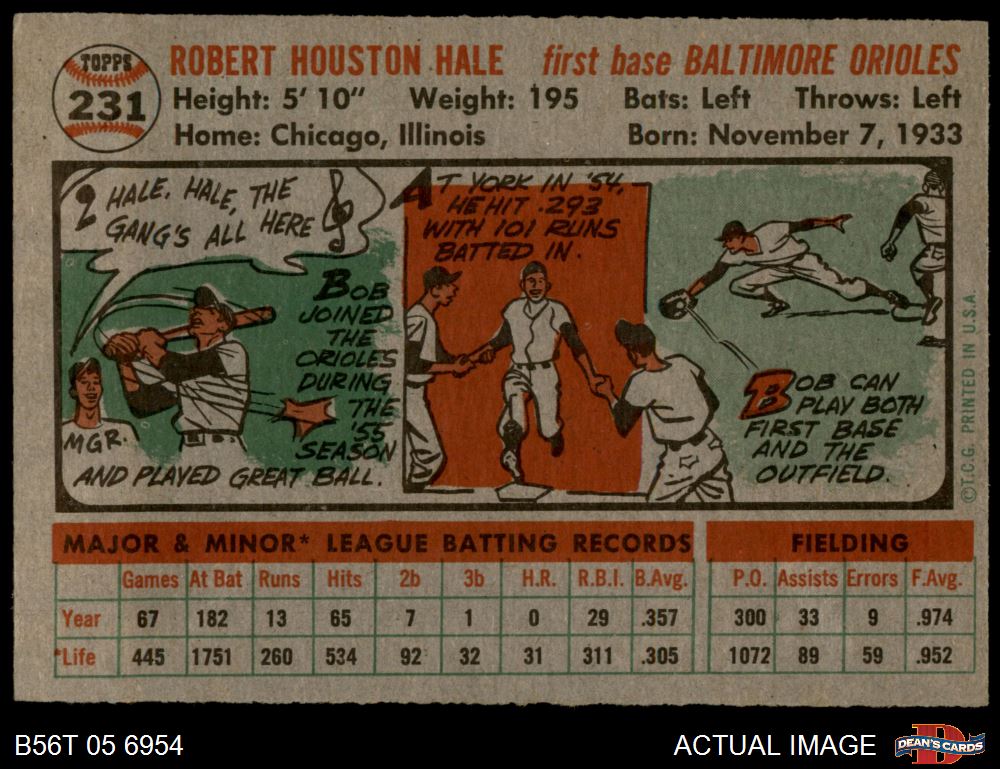 TOPPS
231
ROBERT HOUSTON HALE first base BALTIMORE ORIOLES
Height: 5' 10" Weight: 195 Bats: Left Throws: Left
Home: Chicago, Illinois Born: November 7, 1933
HALE, HALE, THE
GANG'S ALL HERE
MGR.
BOB
JOINED
THE
ORIOLES
DURING
THE
'55
SEASON
AND PLAYED GREAT BALL.
AT YORK IN '54,
HE HIT .293
WITH 101 RUNS
BATTED IN.
BOB CAN
PLAY BOTH
FIRST BASE
AND THE
OUTFIELD.
© T.C.G. PRINTED IN U.S.A.
MAJOR & MINOR* LEAGUE BATTING RECORDS FIELDING
Games At Bat Runs Hits 2b 3b H.R. R.B.I. B.Avg. P.O. Assists Errors F.Avg.
Year 67 182 13 65 7 1 0 29 .357 300 33 9 .974
*Life 445 1751 260 534 92 32 31 311 .305 1072 89 59 .952
B56T 05 6954 ACTUAL IMAGE D DEAN'S CARDS